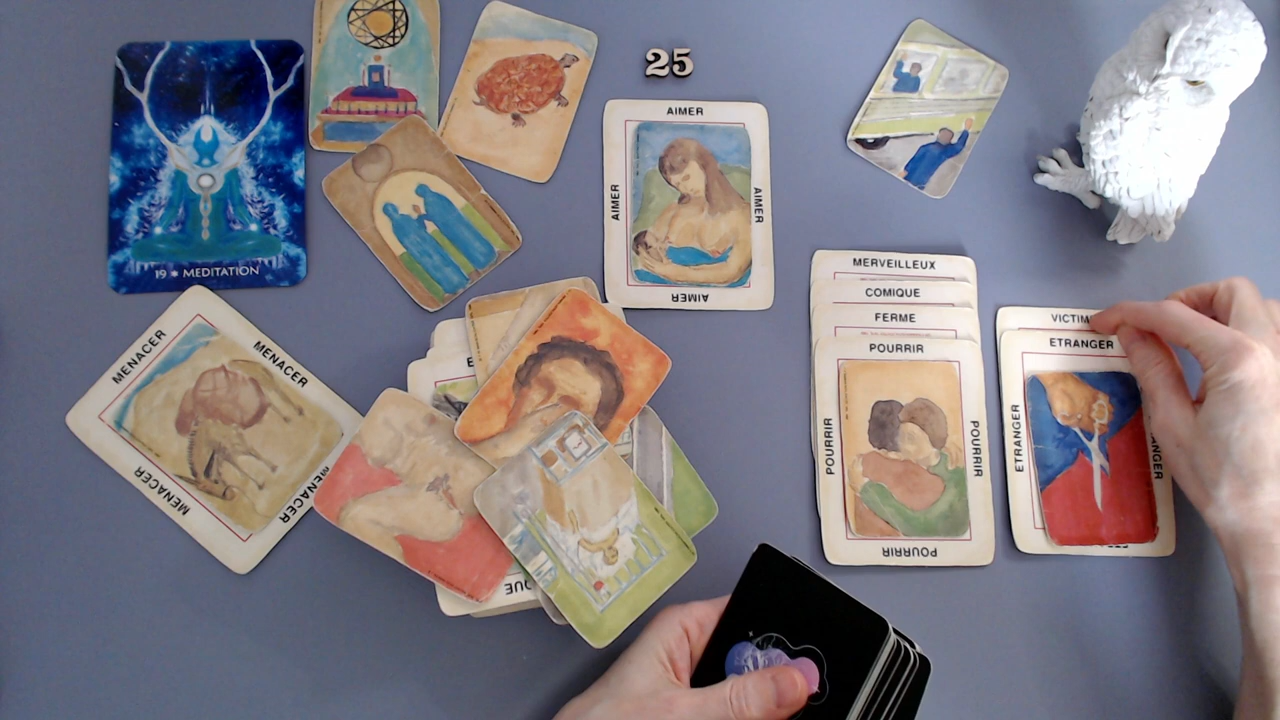 25
19 * MEDITATION
AIMER
AIMER
AIMER
AIMER
MERVEILLEUX
COMIQUE
FERME
POURRIR
POURRIR
POURRIR
POURRIR
ETRANGER
ETRANGER
MENACER
MENACER
MENACER
MENACER